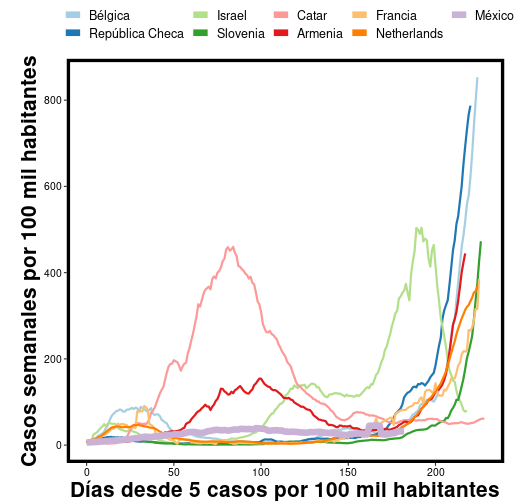 Bélgica Israel Catar Francia México
República Checa Slovenia Armenia Netherlands
Casos semanales por 100 mil habitantes
800
600
400
200
0
0 50 100 150 200
Días desde 5 casos por 100 mil habitantes